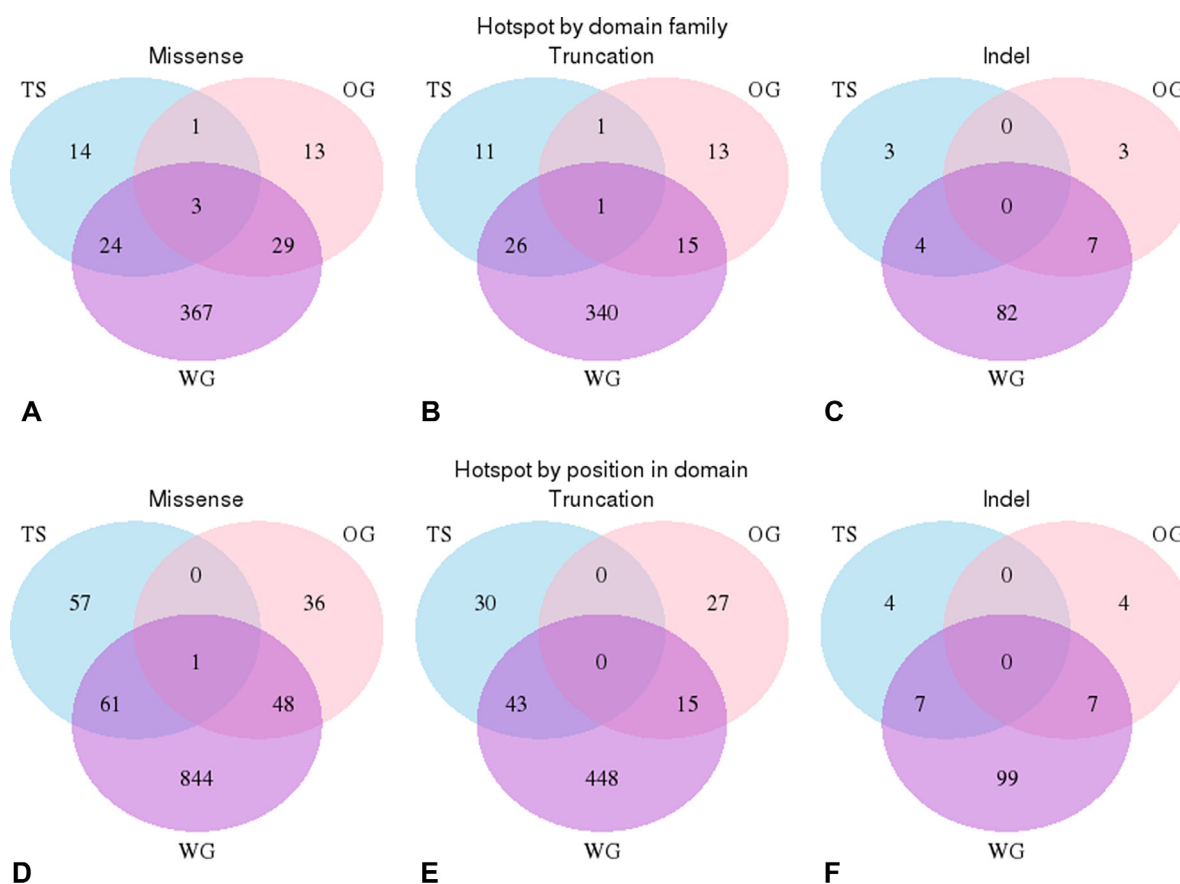 Hotspot by domain family
Missense
Truncation
Indel
TS
OG
TS
OG
TS
OG
1
1
0
14
13
11
13
3
3
3
1
0
24
29
26
15
4
7
367
340
82
WG
WG
WG
A
B
C
Hotspot by position in domain
Missense
Truncation
Indel
TS
OG
TS
OG
TS
OG
0
0
0
57
36
30
27
4
4
1
0
0
61
48
43
15
7
7
844
448
99
WG
WG
WG
D
E
F